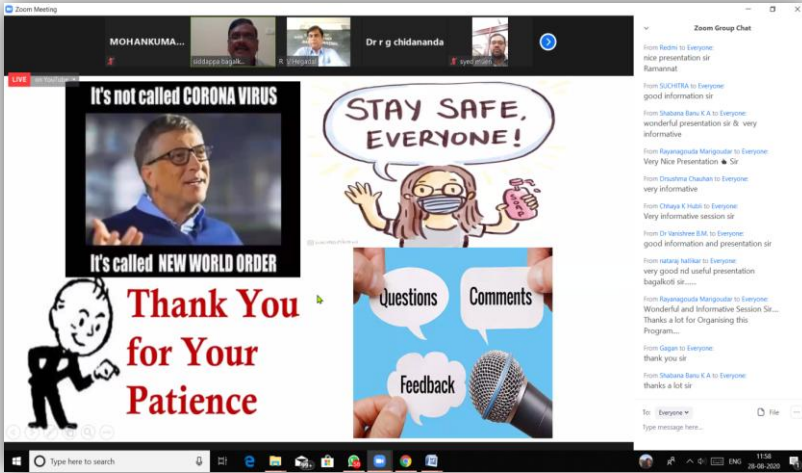 Zoom Meeting
MOHANKUMA...
siddappa bagalk...
Dr r g chidananda
LIVE on YouTube
It's not called CORONA VIRUS
It's called NEW WORLD ORDER
STAY SAFE,
EVERYONE!
SOAP
Thank You
for Your
Patience
Questions
Comments
Feedback
Zoom Group Chat
From Redmi to Everyone:
nice presentation sir
Ramannat
From SUCHITRA to Everyone:
good information sir
From Shabana Banu K A to Everyone:
wonderful presentation sir & very
informative
From Rayanagouda Marigoudar to Everyone:
Very Nice Presentation Sir
From Drsushma Chauhan to Everyone:
very informative
From Chhaya K Hubli to Everyone:
Very informative session sir
From Dr Vanishree B.M. to Everyone:
good information and presentation sir
From nataraj hatikar to Everyone:
very good nd useful presentation
bagalkoti sir......
From Rayanagouda Marigoudar to Everyone:
Wonderful and Informative Session Sir....
Thanks a lot for Organising this
Program....
From Gagan to Everyone:
thank you sir
From Shabana Banu K A to Everyone:
thanks a lot sir
To: Everyone
File
Type message here...
Type here to search
99+
ENG
11:58
28-08-2020